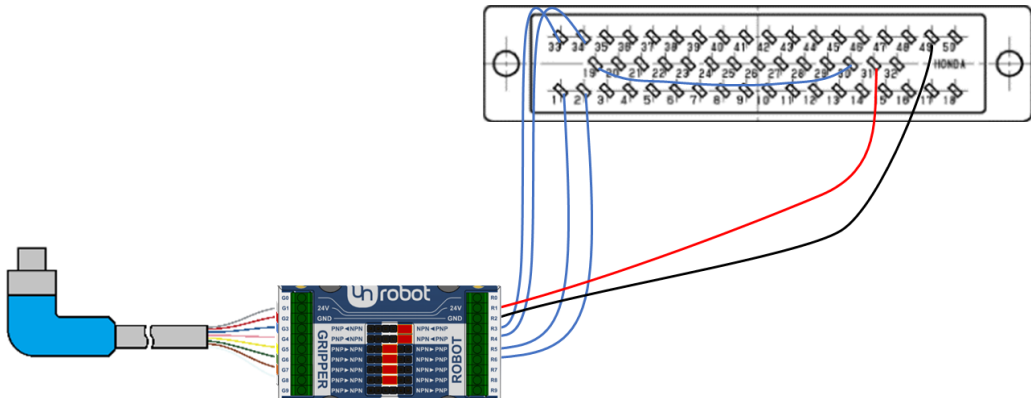 33 34 35 36 37 38 39 40 41 42 43 44 45 46 47 48 49 50
19 20 21 22 23 24 25 26 27 28 29 30 31 32 HONDA
1 2 3 4 5 6 7 8 9 10 11 12 13 14 15 16 17 18
robot
G0 R0
G1 24V 24V R1
G2 GND GND R2
G3 PNP◄NPN NPN◄PNP R3
G4 PNP◄NPN NPN◄PNP R4
G5 PNP►NPN NPN►PNP R5
G6 PNP►NPN NPN►PNP R6
G7 PNP►NPN NPN►PNP R7
G8 PNP►NPN NPN►PNP R8
G9 PNP►NPN NPN►PNP R9
GRIPPER
ROBOT